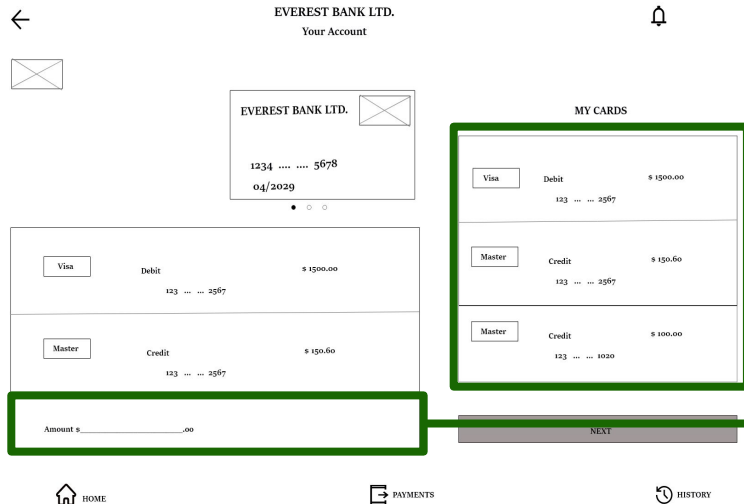 EVEREST BANK LTD.
Your Account
EVEREST BANK LTD.
1234 .... .... 5678
04/2029
Visa Debit $ 1500.00
123 ... ... 2567
Master Credit $ 150.60
123 ... ... 2567
Amount $______________________.00
MY CARDS
Visa Debit $ 1500.00
123 ... ... 2567
Master Credit $ 150.60
123 ... ... 2567
Master Credit $ 100.00
123 ... ... 1020
NEXT
HOME
PAYMENTS
HISTORY